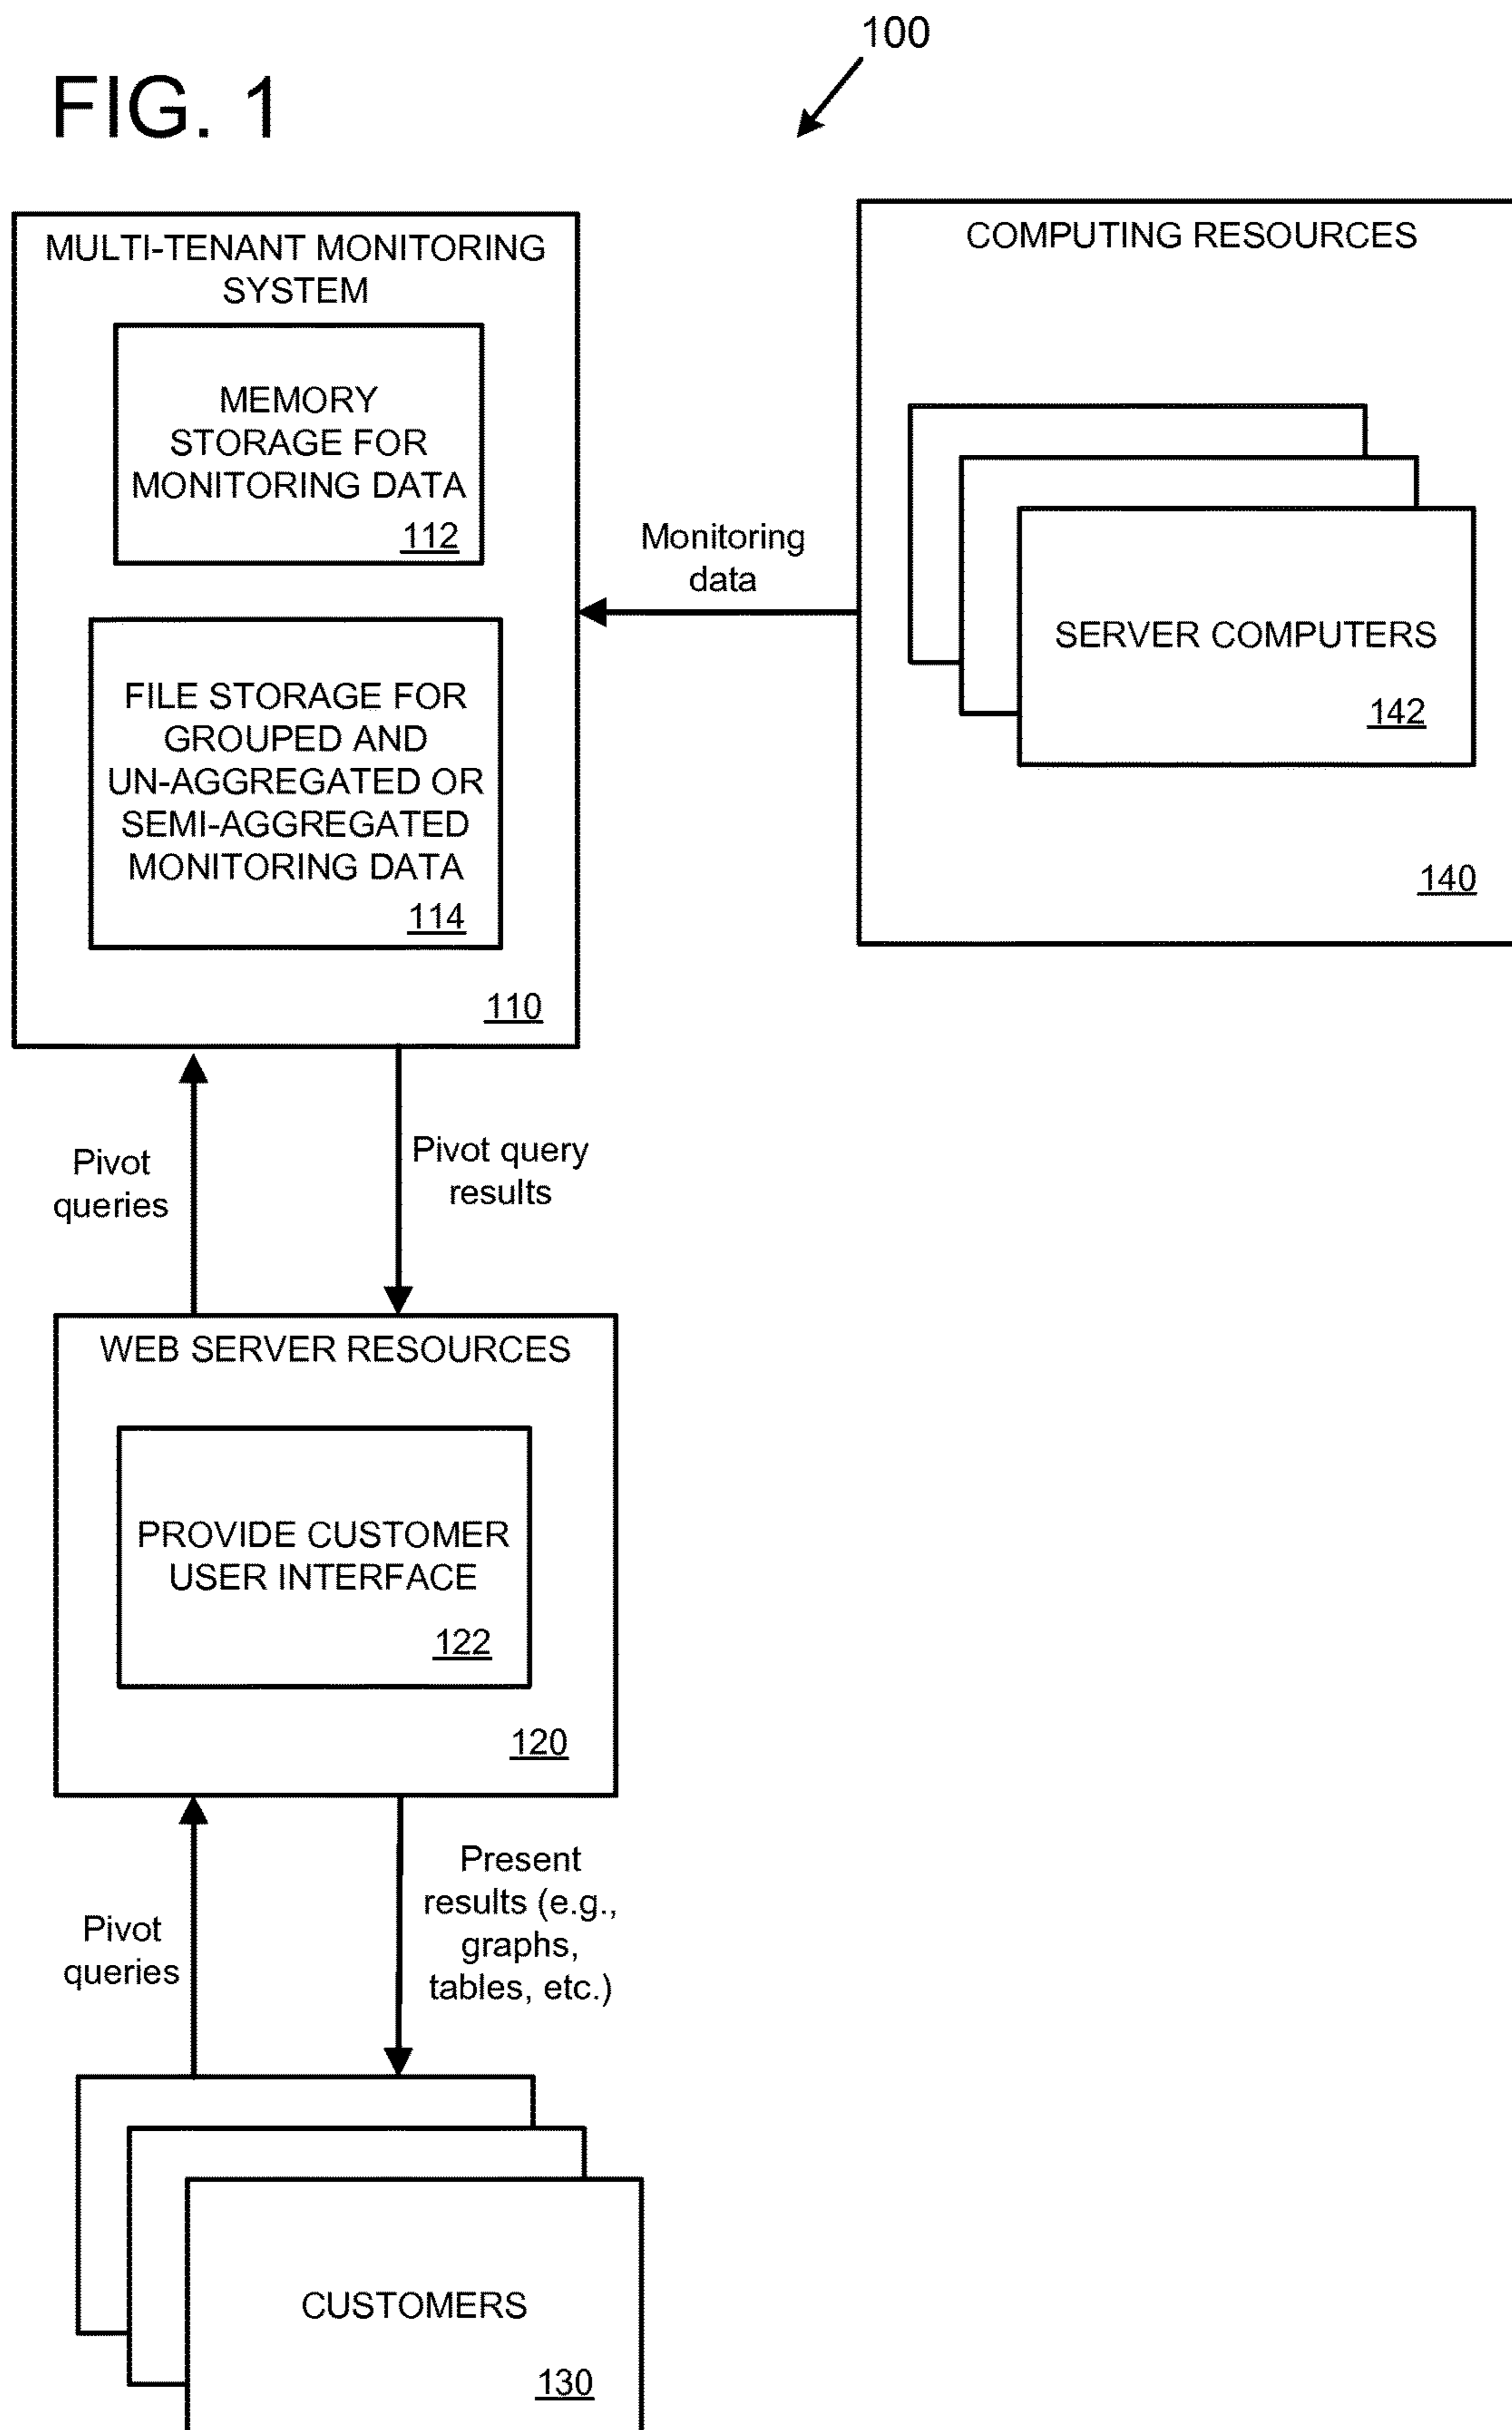 100
FIG. 1
MULTI-TENANT MONITORING
SYSTEM
MEMORY
STORAGE FOR
MONITORING DATA
112
FILE STORAGE FOR
GROUPED AND
UN-AGGREGATED OR
SEMI-AGGREGATED
MONITORING DATA
114
110
Monitoring
data
COMPUTING RESOURCES
SERVER COMPUTERS
142
140
Pivot
queries
Pivot query
results
WEB SERVER RESOURCES
PROVIDE CUSTOMER
USER INTERFACE
122
120
Pivot
queries
Present
results (e.g.,
graphs,
tables, etc.)
CUSTOMERS
130